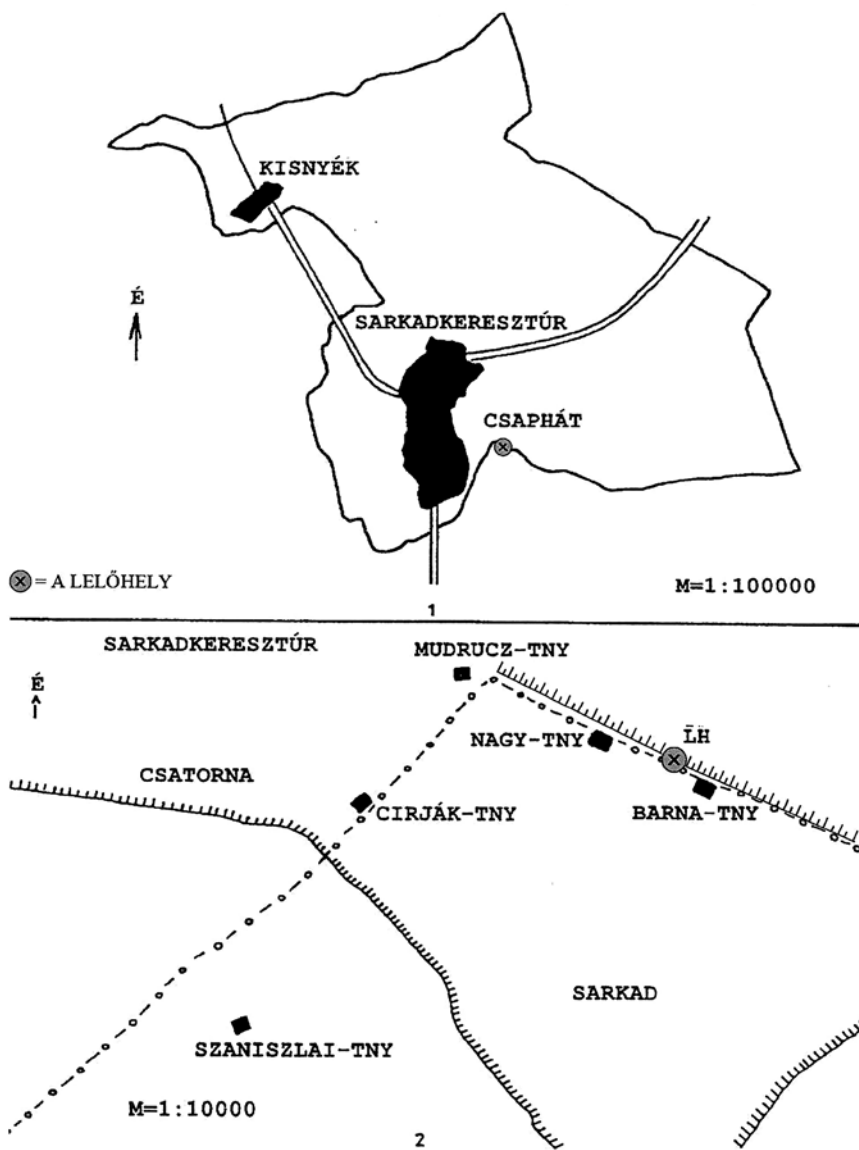 KISNYÉK
É
SARKADKERESZTÚR
CSAPHÁT
= A LELŐHELY
M=1:100000
1
SARKADKERESZTÚR
MUDRUCZ-TNY
É
NAGY-TNY
LH
CSATORNA
CIRJÁK-TNY
BARNA-TNY
SARKAD
SZANISZLAI-TNY
M=1:10000
2